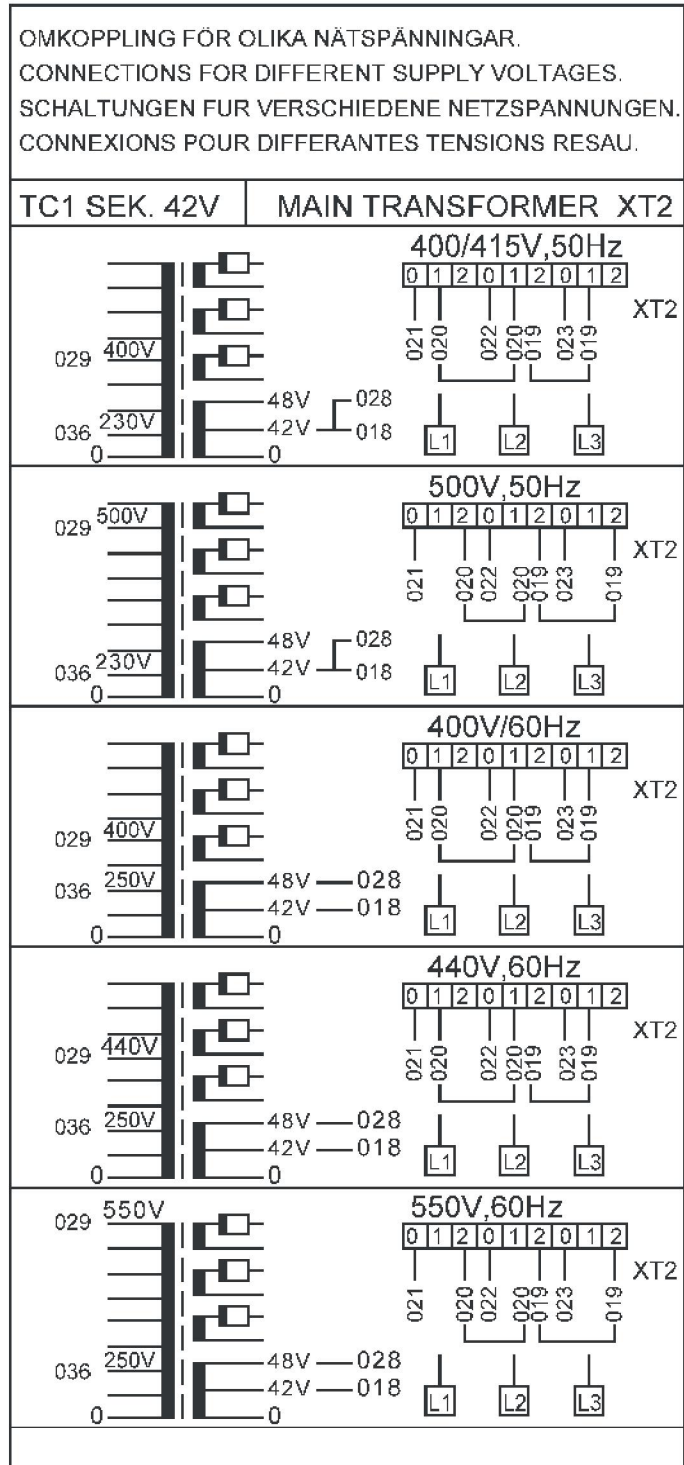 OMKOPPLING FÖR OLIKA NÄTSPÄNNINGAR.
CONNECTIONS FOR DIFFERENT SUPPLY VOLTAGES.
SCHALTUNGEN FUR VERSCHIEDENE NETZSPANNUNGEN.
CONNEXIONS POUR DIFFERANTES TENSIONS RESAU.
TC1 SEK. 42V MAIN TRANSFORMER XT2
400/415V,50Hz
0 1 2 0 1 2 0 1 2
XT2
021 020 022 020 019 023 019
029 400V
48V 028
036 230V 42V 018
0 0
L1 L2 L3
500V,50Hz
0 1 2 0 1 2 0 1 2
029 500V
XT2
021 020 022 020 019 023 019
48V 028
036 230V 42V 018
0 0
L1 L2 L3
400V/60Hz
0 1 2 0 1 2 0 1 2
XT2
021 020 022 020 019 023 019
029 400V
036 250V 48V 028
42V 018
0 0
L1 L2 L3
440V,60Hz
0 1 2 0 1 2 0 1 2
XT2
029 440V
021 020 022 020 019 023 019
036 250V 48V 028
42V 018
0 0
L1 L2 L3
550V,60Hz
029 550V
0 1 2 0 1 2 0 1 2
XT2
021 020 022 020 019 023 019
036 250V 48V 028
42V 018
0 0
L1 L2 L3